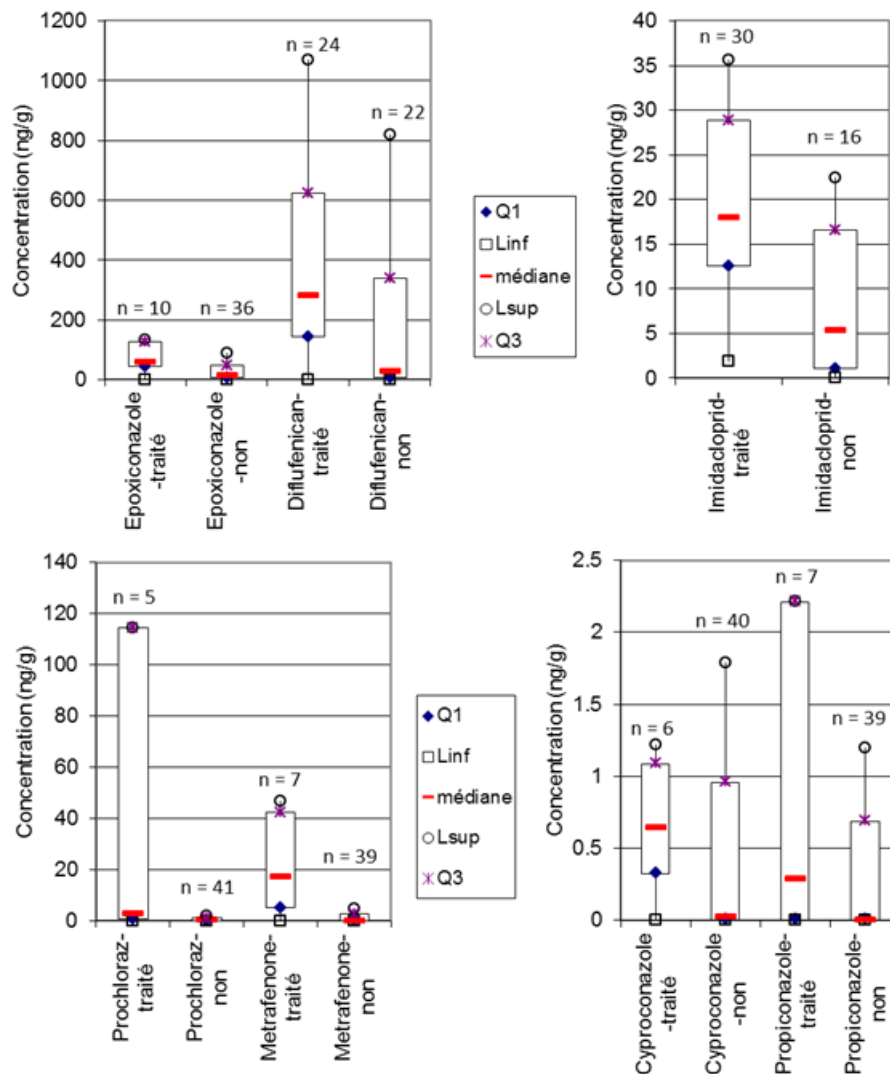 1200
1000
800
600
400
200
0
Concentration (ng/g)
n = 24
n = 22
n = 10
n = 36
Epoxiconazole
-traité
Epoxiconazole
-non
Diflufenican-
traité
Diflufenican-
non
Q1
Linf
médiane
Lsup
Q3
40
35
30
25
20
15
10
5
0
Concentration (ng/g)
n = 30
n = 16
Imidacloprid-
traité
Imidacloprid-
non
140
120
100
80
60
40
20
0
Concentration (ng/g)
n = 5
n = 41
n = 7
n = 39
Prochloraz-
traité
Prochloraz-
non
Metrafenone-
traité
Metrafenone-
non
Q1
Linf
médiane
Lsup
Q3
2.5
2
1.5
1
0.5
0
Concentration (ng/g)
n = 7
n = 40
n = 6
n = 39
Cyproconazole
-traité
Cyproconazole
-non
Propiconazole-
traité
Propiconazole-
non